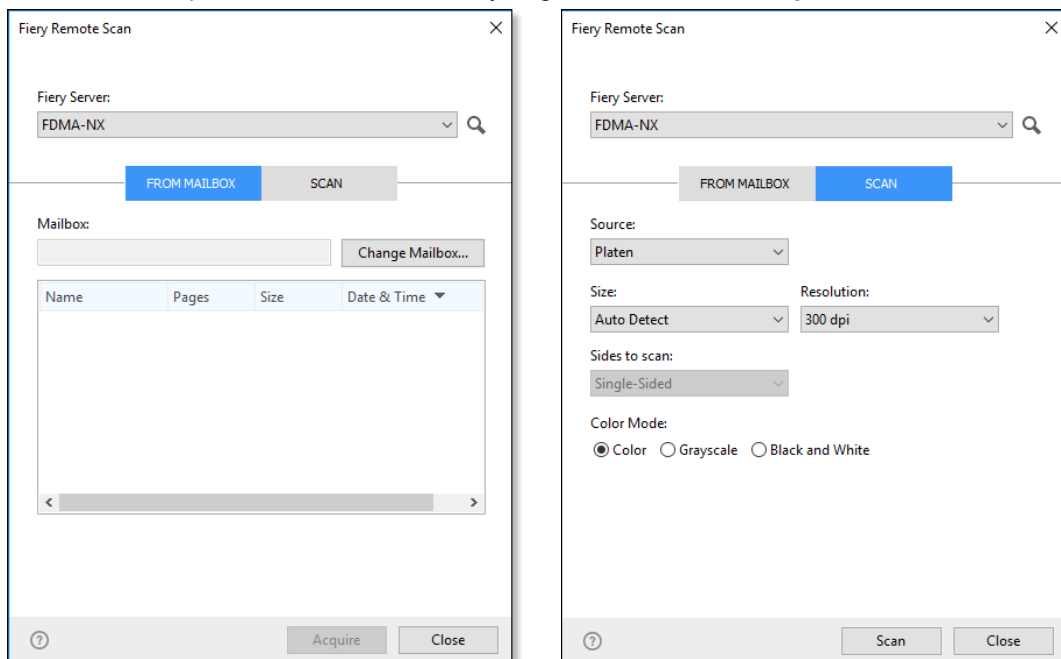 Fiery Remote Scan
Fiery Server:
FDMA-NX
FROM MAILBOX SCAN
Mailbox:
Change Mailbox...
Name Pages Size Date & Time
Acquire Close
Fiery Remote Scan
Fiery Server:
FDMA-NX
FROM MAILBOX SCAN
Source:
Platen
Size: Resolution:
Auto Detect 300 dpi
Sides to scan:
Single-Sided
Color Mode:
Color Grayscale Black and White
Scan Close